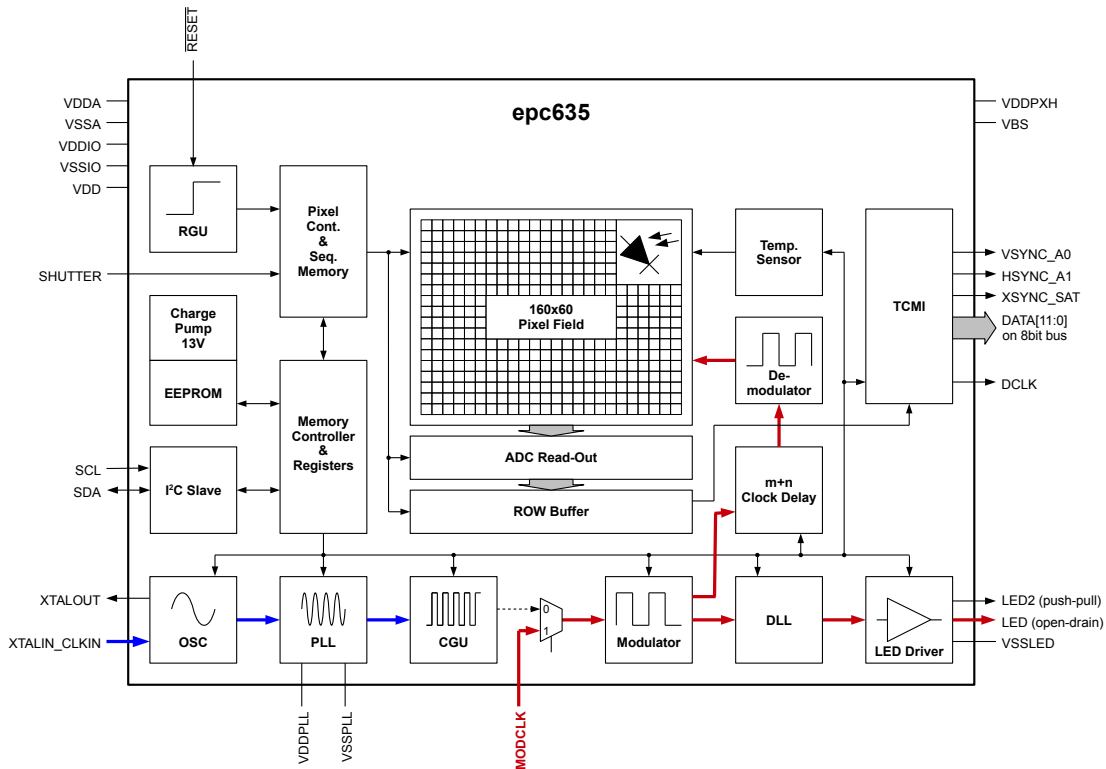 RESET
epc635
VDDA
VSSA
VDDIO
VSSIO
VDD
VDDPXH
VBS
RGU
Pixel
Cont.
&
Seq.
Memory
SHUTTER
Charge
Pump
13V
EEPROM
160x60
Pixel Field
Temp.
Sensor
TCMI
VSYNC_A0
HSYNC_A1
XSYNC_SAT
DATA[11:0]
on 8bit bus
DCLK
De-
modulator
Memory
Controller
&
Registers
SCL
SDA
I²C Slave
ADC Read-Out
ROW Buffer
m+n
Clock Delay
XTALOUT
XTALIN_CLKIN
OSC
PLL
CGU
0
1
Modulator
DLL
LED Driver
LED2 (push-pull)
LED (open-drain)
VSSLED
VDDPLL
VSSPLL
MODCLK